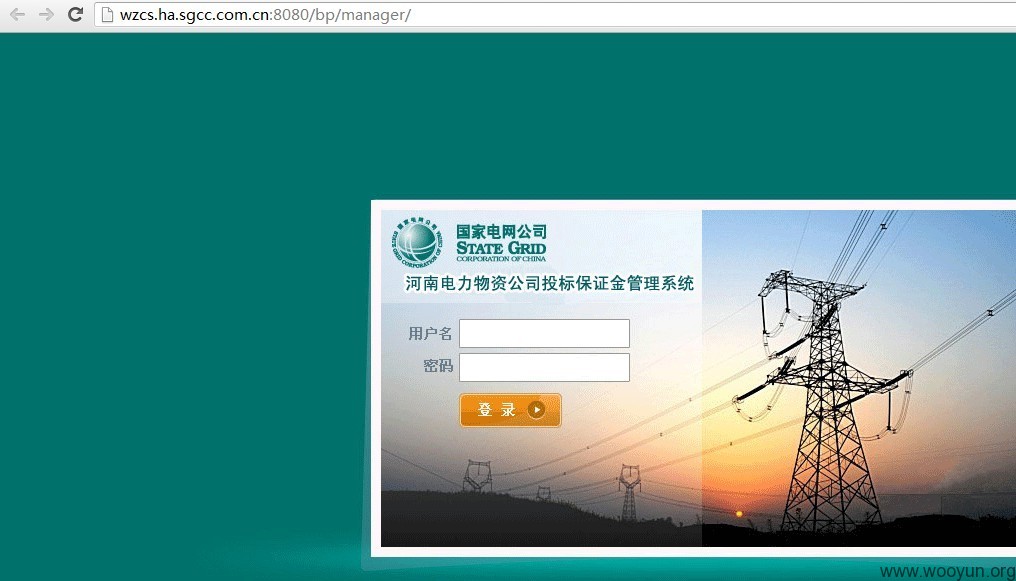 wzcs.ha.sgcc.com.cn:8080/bp/manager/
国家电网公司
STATE GRID
CORPORATION OF CHINA
河南电力物资公司投标保证金管理系统
用户名
密码
登 录
www.wooyun.org